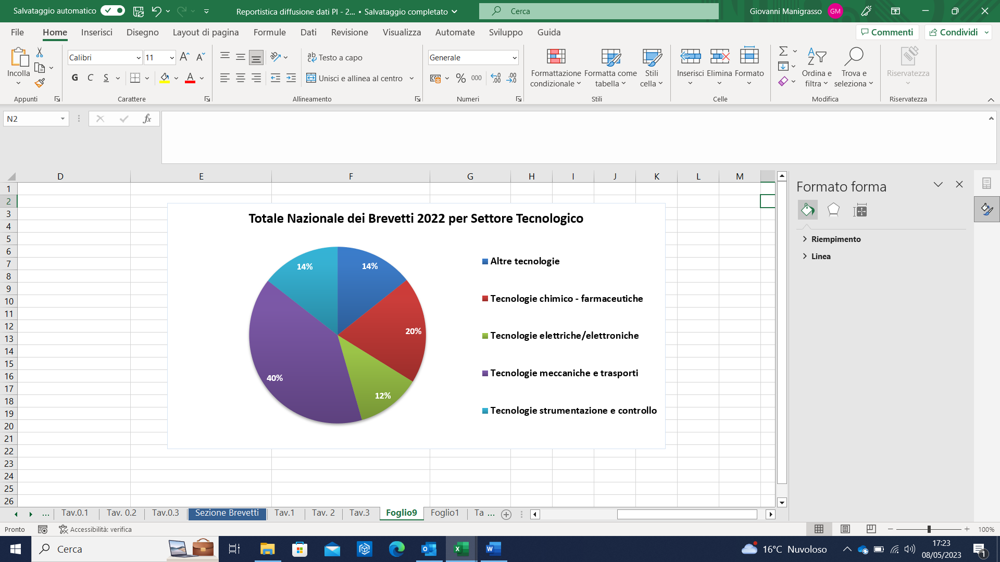 Salvataggio automatico
Reportistica diffusione dati PI - 2... • Salvataggio completato
Cerca
Giovanni Manigrasso GM
File Home Inserisci Disegno Layout di pagina Formule Dati Revisione Visualizza Automate Sviluppo Guida
Commenti Condividi
Incolla
Calibri 11
G C S
Testo a capo
Unisci e allinea al centro
Generale
% 000
Formattazione condizionale
Formatta come tabella
Stili cella
Inserisci Elimina Formato
Ordina e filtra
Trova e seleziona
Riservatezza
Appunti Carattere Allineamento Numeri Stili Celle Modifica Riservatezza
N2 fx
D E F G H I J K L M
1
2
3
4
5
6
7
8
9
10
11
12
13
14
15
16
17
18
19
20
21
22
23
24
25
26
Totale Nazionale dei Brevetti 2022 per Settore Tecnologico
14% 14%
20%
40%
12%
Altre tecnologie
Tecnologie chimico - farmaceutiche
Tecnologie elettriche/elettroniche
Tecnologie meccaniche e trasporti
Tecnologie strumentazione e controllo
Formato forma
Riempimento
Linea
... Tav.0.1 Tav. 0.2 Tav.0.3 Sezione Brevetti Tav.1 Tav. 2 Tav.3 Foglio9 Foglio1 Ta ...
Pronto Accessibilità: verifica 100%
Cerca
16°C Nuvoloso
17:23
08/05/2023
1